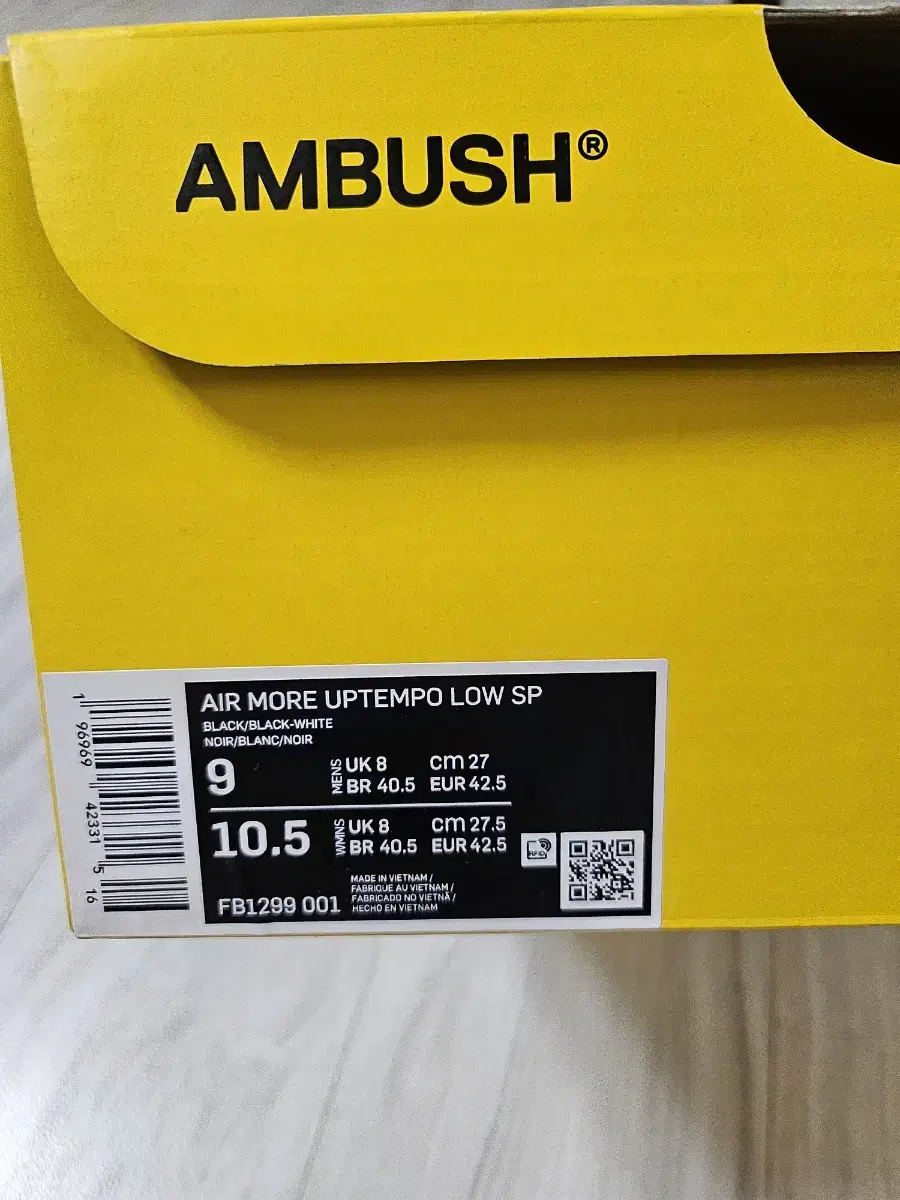 AMBUSH®
AIR MORE UPTEMPO LOW SP
BLACK/BLACK-WHITE
NOIR/BLANC/NOIR
9 MENS UK 8 cm 27
BR 40.5 EUR 42.5
10.5 WMNS UK 8 cm 27.5
BR 40.5 EUR 42.5
RFID
MADE IN VIETNAM /
FABRIQUE AU VIETNAM /
FABRICADO NO VIETNÃ /
HECHO EN VIETNAM
FB1299 001
1 96969 42331 5 16